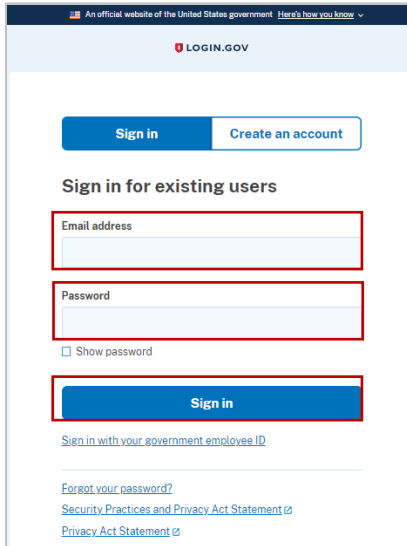 An official website of the United States government Here's how you know
LOGIN.GOV
Sign in Create an account
Sign in for existing users
Email address
Password
Show password
Sign in
Sign in with your government employee ID
Forgot your password?
Security Practices and Privacy Act Statement
Privacy Act Statement